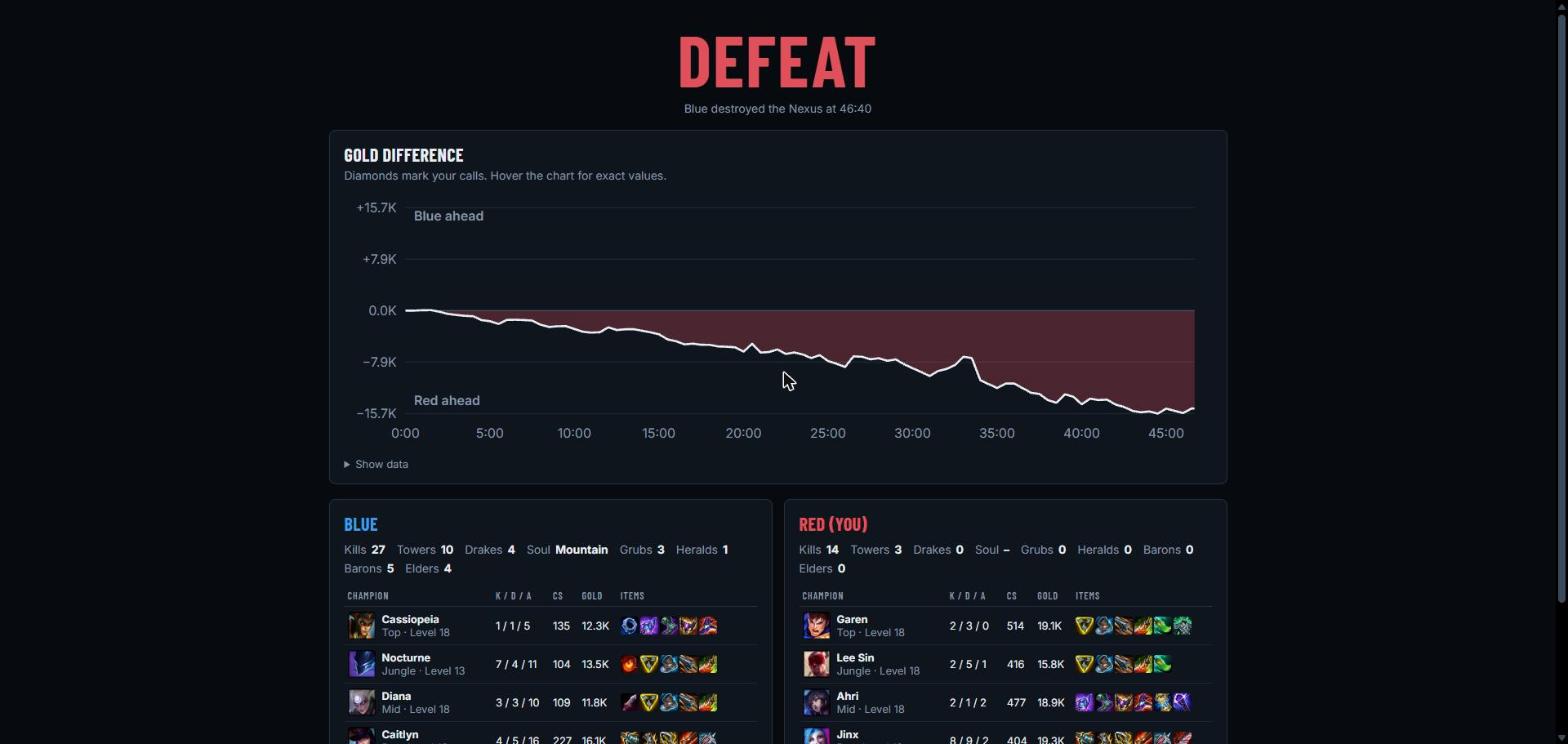 DEFEAT
Blue destroyed the Nexus at 46:40
GOLD DIFFERENCE
Diamonds mark your calls. Hover the chart for exact values.
+15.7K
Blue ahead
+7.9K
0.0K
−7.9K
Red ahead
−15.7K
0:00 5:00 10:00 15:00 20:00 25:00 30:00 35:00 40:00 45:00
▶ Show data
BLUE
Kills 27 Towers 10 Drakes 4 Soul Mountain Grubs 3 Heralds 1
Barons 5 Elders 4
CHAMPION K / D / A CS GOLD ITEMS
Cassiopeia
Top · Level 18
1 / 1 / 5 135 12.3K
Nocturne
Jungle · Level 13
7 / 4 / 11 104 13.5K
Diana
Mid · Level 18
3 / 3 / 10 109 11.8K
Caitlyn
4 / 5 / 16 227 16.1K
RED (YOU)
Kills 14 Towers 3 Drakes 0 Soul – Grubs 0 Heralds 0 Barons 0
Elders 0
CHAMPION K / D / A CS GOLD ITEMS
Garen
Top · Level 18
2 / 3 / 0 514 19.1K
Lee Sin
Jungle · Level 18
2 / 5 / 1 416 15.8K
Ahri
Mid · Level 18
2 / 1 / 2 477 18.9K
Jinx
8 / 9 / 2 404 19.3K